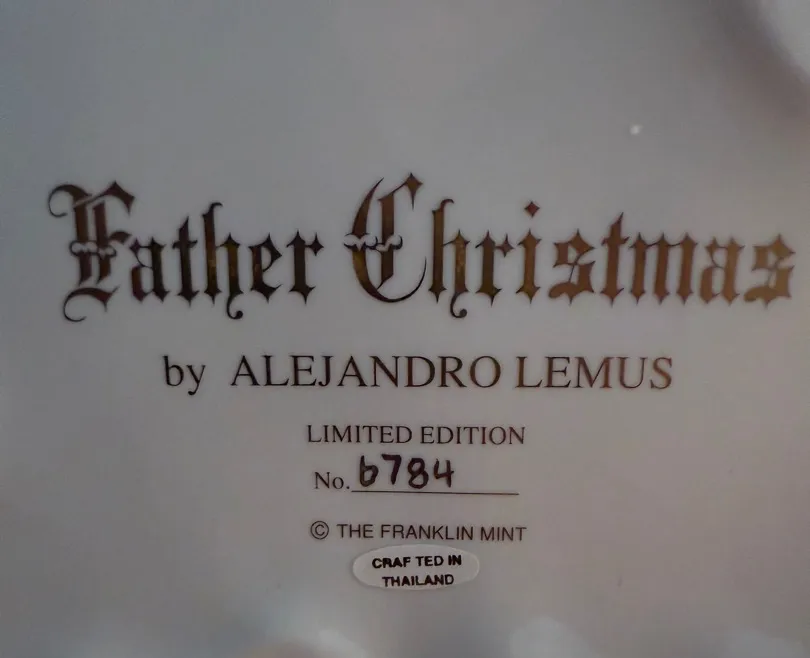 Father Christmas
by ALEJANDRO LEMUS
LIMITED EDITION
No. 6784
© THE FRANKLIN MINT
CRAF TED IN
THAILAND